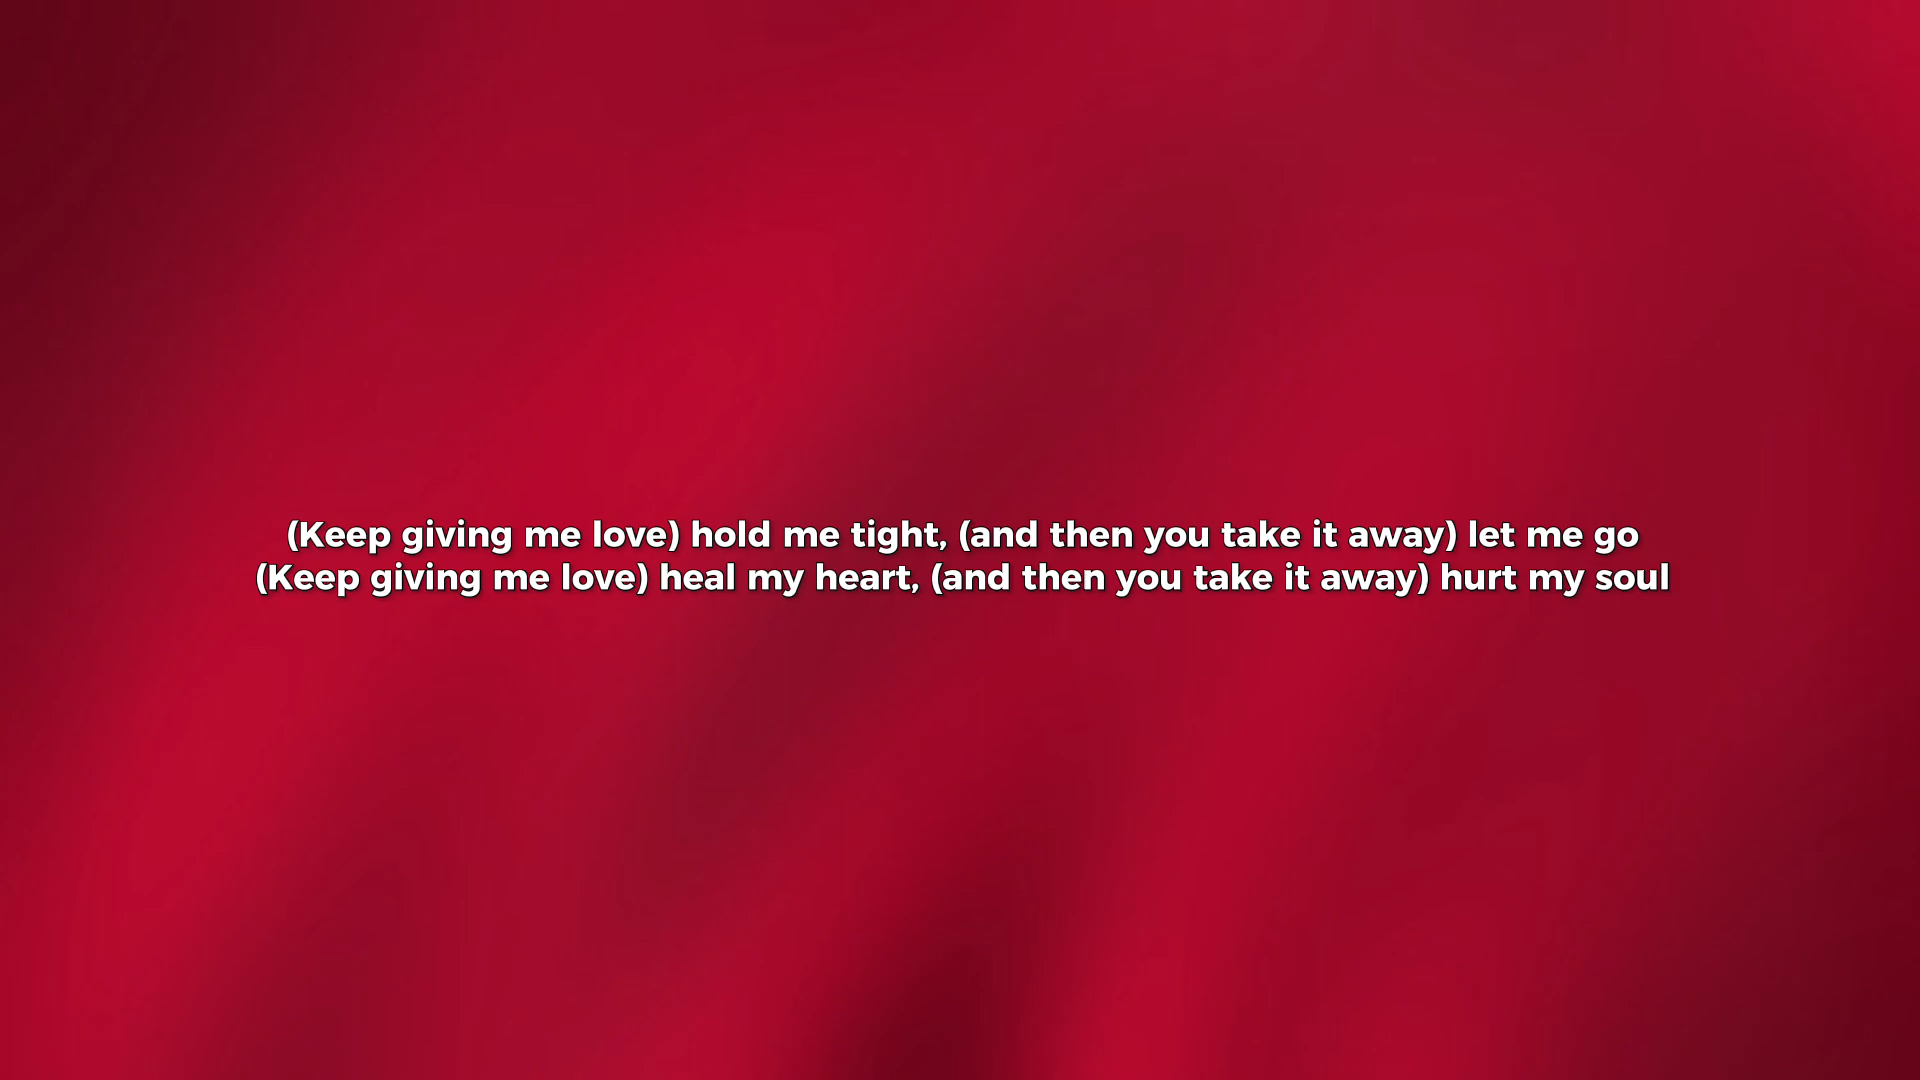 (Keep giving me love) hold me tight, (and then you take it away) let me go
(Keep giving me love) heal my heart, (and then you take it away) hurt my soul